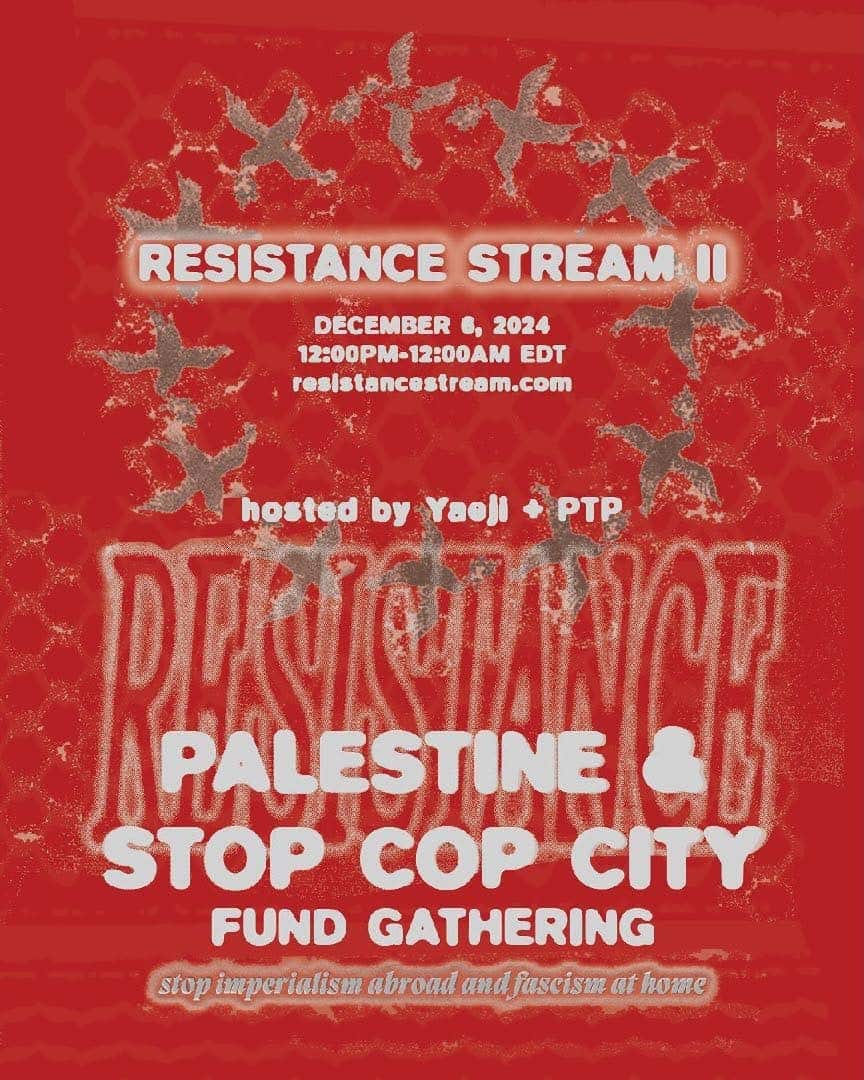 RESISTANCE STREAM II
DECEMBER 6, 2024
12:00PM-12:00AM EDT
resistancestream.com
hosted by Yaeji + PTP
RESISTANCE
PALESTINE &
STOP COP CITY
FUND GATHERING
stop imperialism abroad and fascism at home